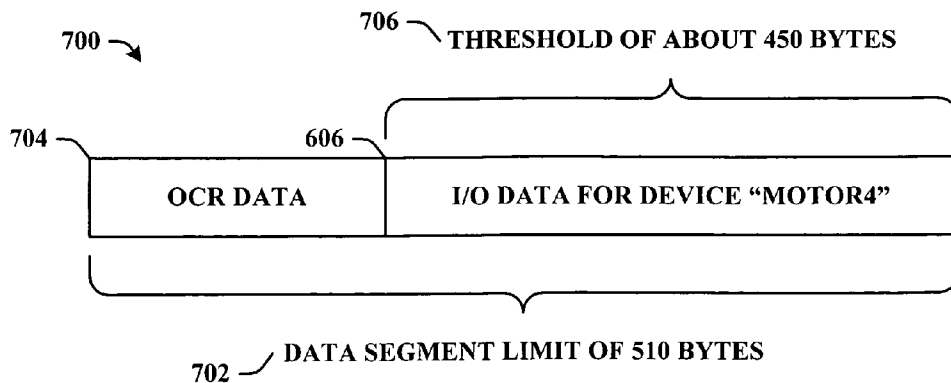 706
700
THRESHOLD OF ABOUT 450 BYTES
704
606
OCR DATA
I/O DATA FOR DEVICE “MOTOR4”
DATA SEGMENT LIMIT OF 510 BYTES
702